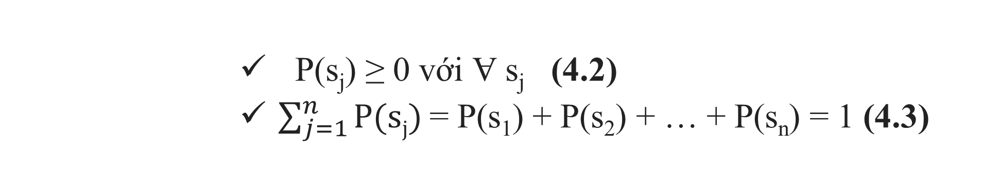 ✓ P(sⱼ) ≥ 0 với ∀ sⱼ (4.2)
✓ ∑ⁿⱼ₌₁ P(sⱼ) = P(s₁) + P(s₂) + … + P(sₙ) = 1 (4.3)